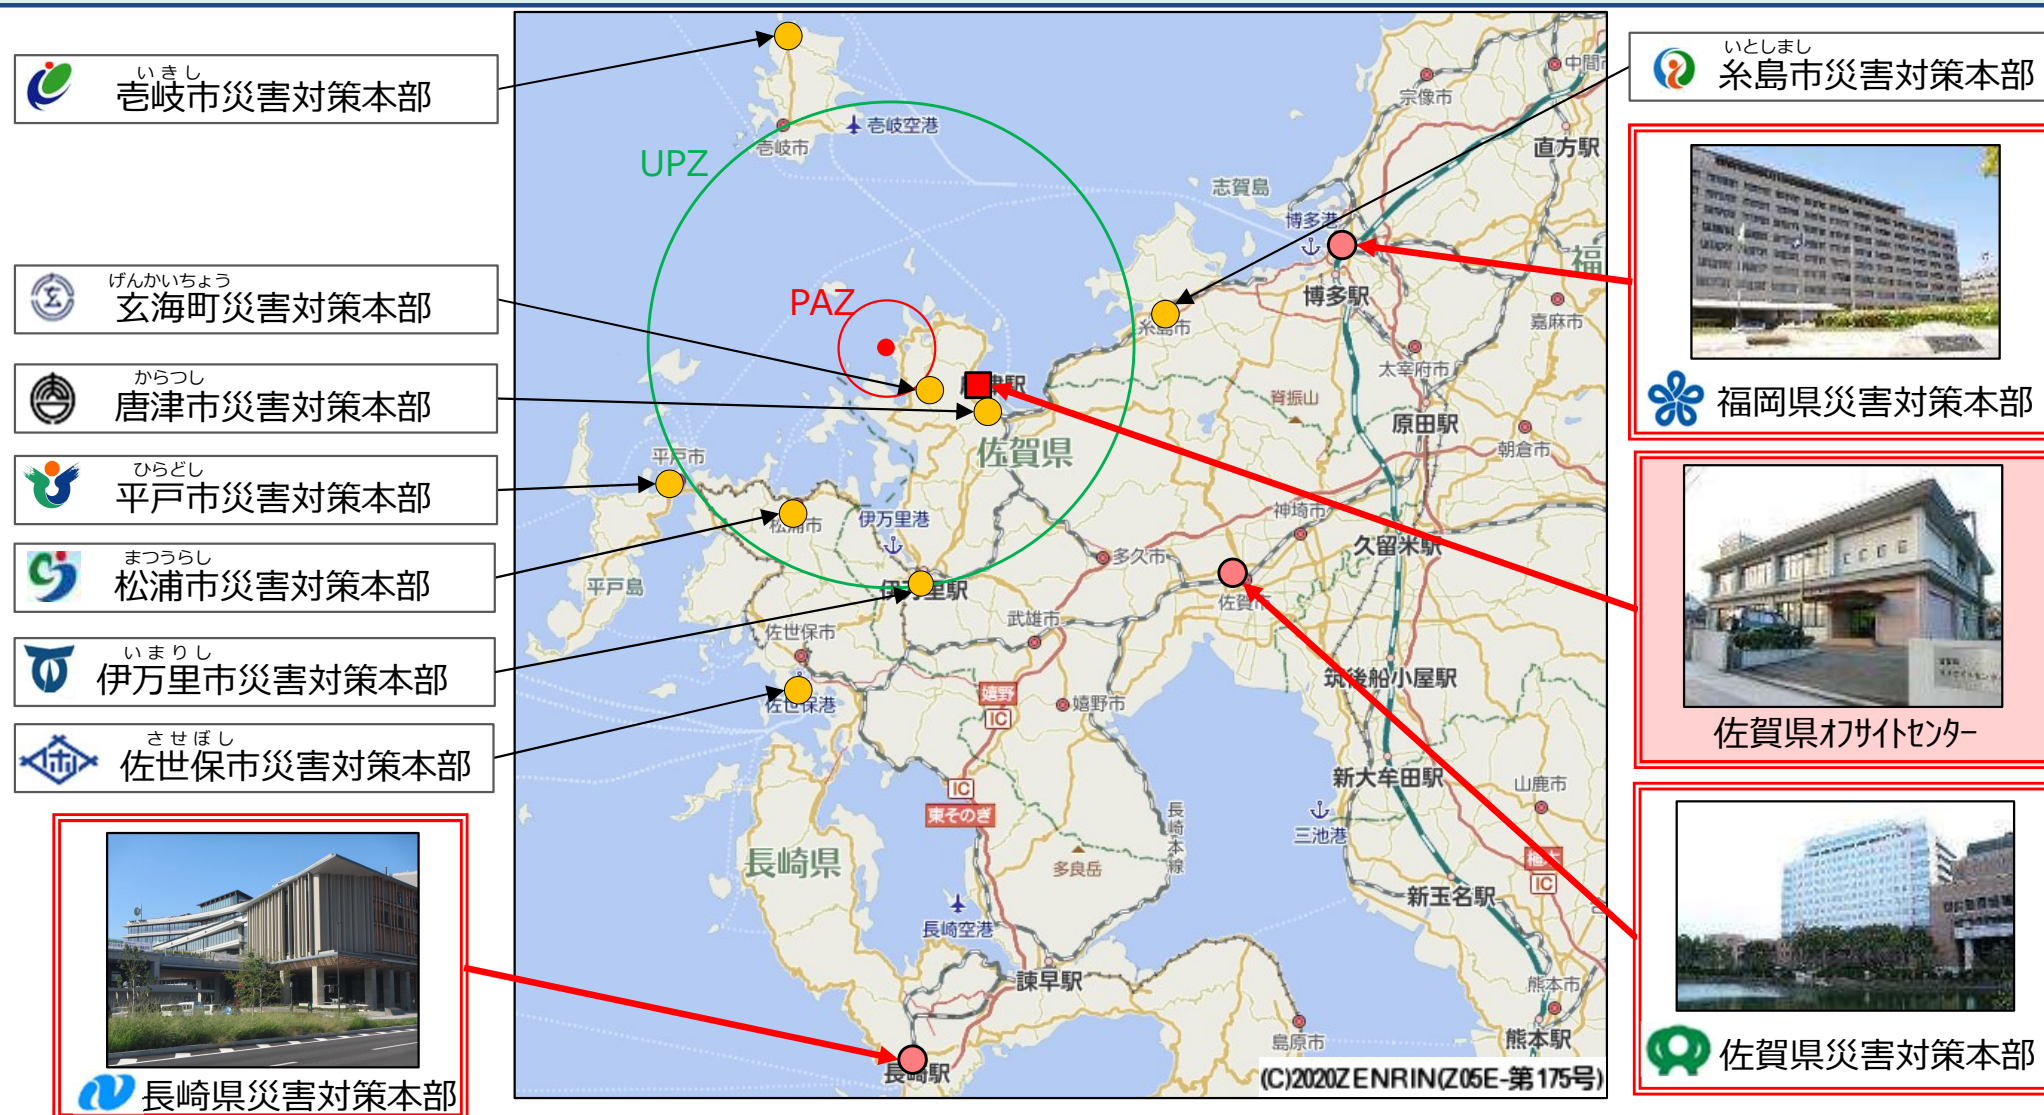 いきし
壱岐市災害対策本部
げんかいちょう
玄海町災害対策本部
からつし
唐津市災害対策本部
ひらどし
平戸市災害対策本部
まつうらし
松浦市災害対策本部
いまりし
伊万里市災害対策本部
させぼし
佐世保市災害対策本部
長崎県災害対策本部
UPZ
PAZ
壱岐空港
壱岐市
宗像市
直方駅
志賀島
博多港
博多駅
糸島市
嘉麻市
太宰府市
脊振山
原田駅
朝倉市
佐賀県
平戸市
松浦市
伊万里港
神埼市
久留米駅
多久市
平戸島
伊万里駅
佐賀市
武雄市
佐世保市
筑後船小屋駅
佐世保港
嬉野
IC
嬉野市
新大牟田駅
山鹿市
IC
東そのぎ
三池港
長崎本線
長崎県
多良岳
IC
新玉名駅
長崎空港
諫早駅
熊本市
島原市
熊本駅
長崎駅
(C)2020ZENRIN(Z05E-第175号)
いとしまし
糸島市災害対策本部
福岡県災害対策本部
佐賀県オフサイトセンター
佐賀県災害対策本部